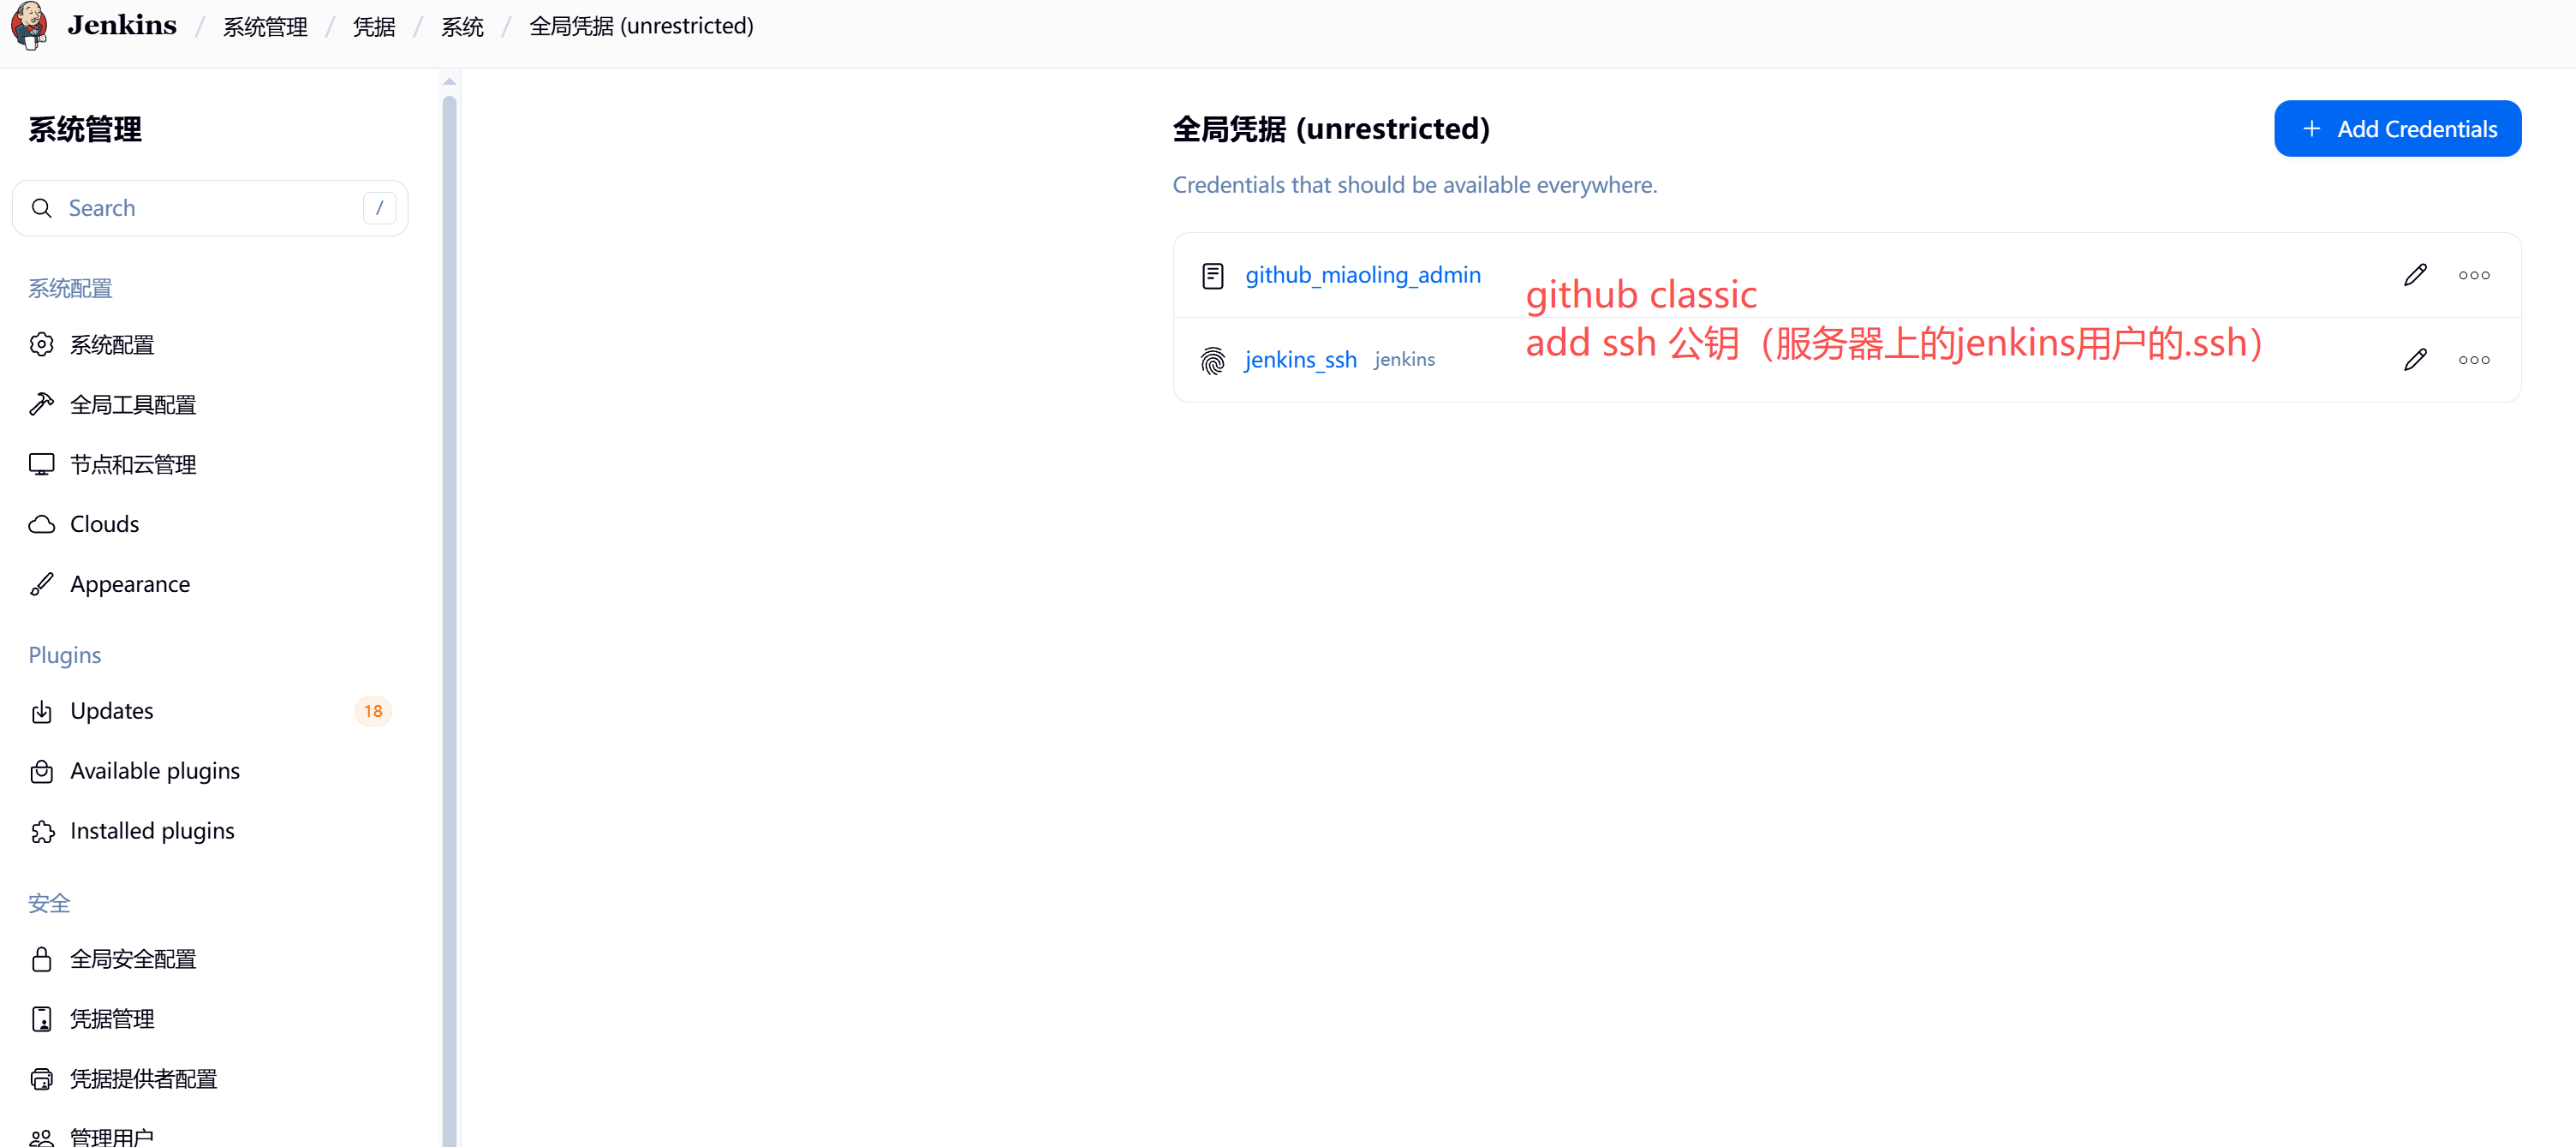 Jenkins / 系统管理 / 凭据 / 系统 / 全局凭据 (unrestricted)
系统管理
Search /
系统配置
系统配置
全局工具配置
节点和云管理
Clouds
Appearance
Plugins
Updates 18
Available plugins
Installed plugins
安全
全局安全配置
凭据管理
凭据提供者配置
管理用户
全局凭据 (unrestricted)
+ Add Credentials
Credentials that should be available everywhere.
github_miaoling_admin
github classic
add ssh 公钥（服务器上的jenkins用户的.ssh）
jenkins_ssh jenkins